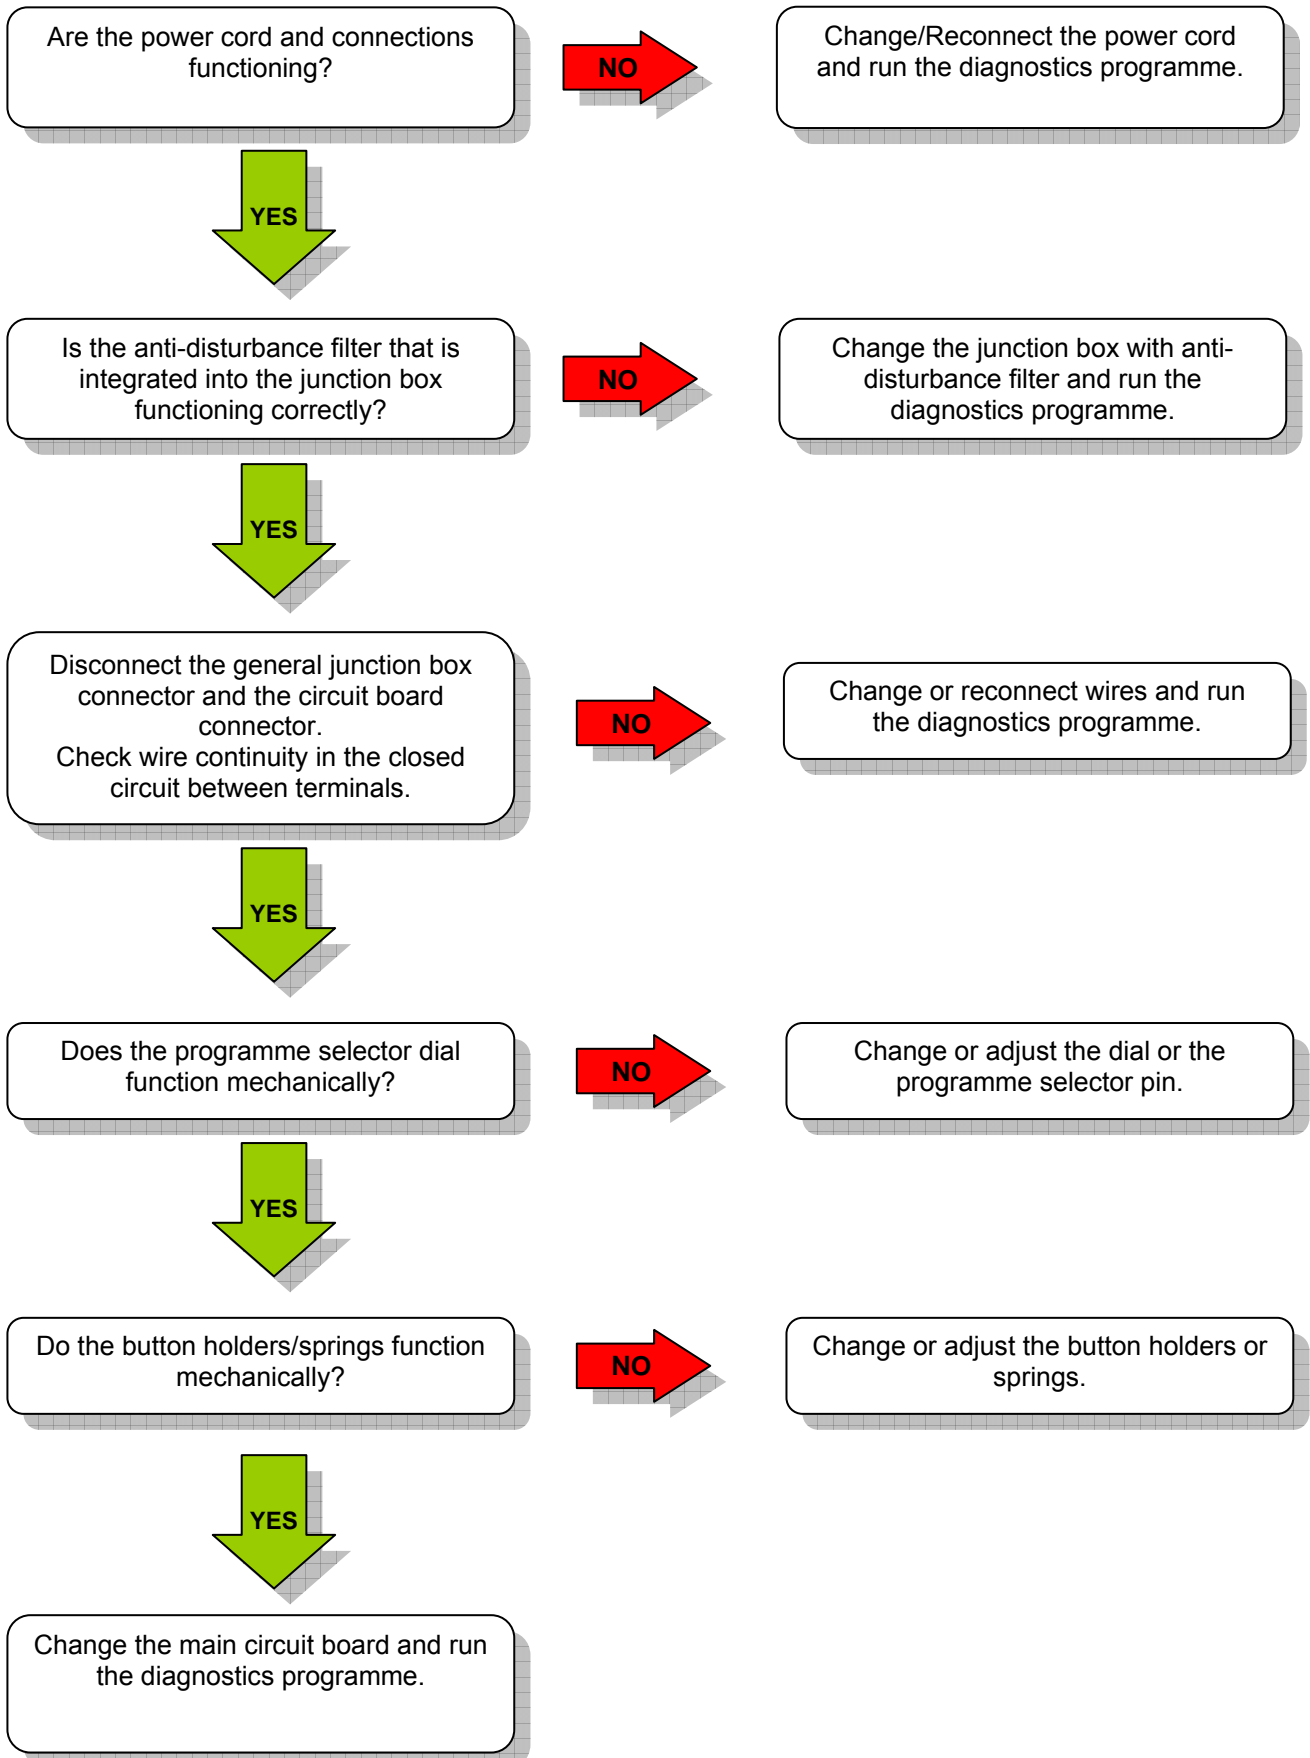 Are the power cord and connections
functioning?
NO
Change/Reconnect the power cord
and run the diagnostics programme.
YES
Is the anti-disturbance filter that is
integrated into the junction box
functioning correctly?
NO
Change the junction box with anti-
disturbance filter and run the
diagnostics programme.
YES
Disconnect the general junction box
connector and the circuit board
connector.
Check wire continuity in the closed
circuit between terminals.
NO
Change or reconnect wires and run
the diagnostics programme.
YES
Does the programme selector dial
function mechanically?
NO
Change or adjust the dial or the
programme selector pin.
YES
Do the button holders/springs function
mechanically?
NO
Change or adjust the button holders or
springs.
YES
Change the main circuit board and run
the diagnostics programme.